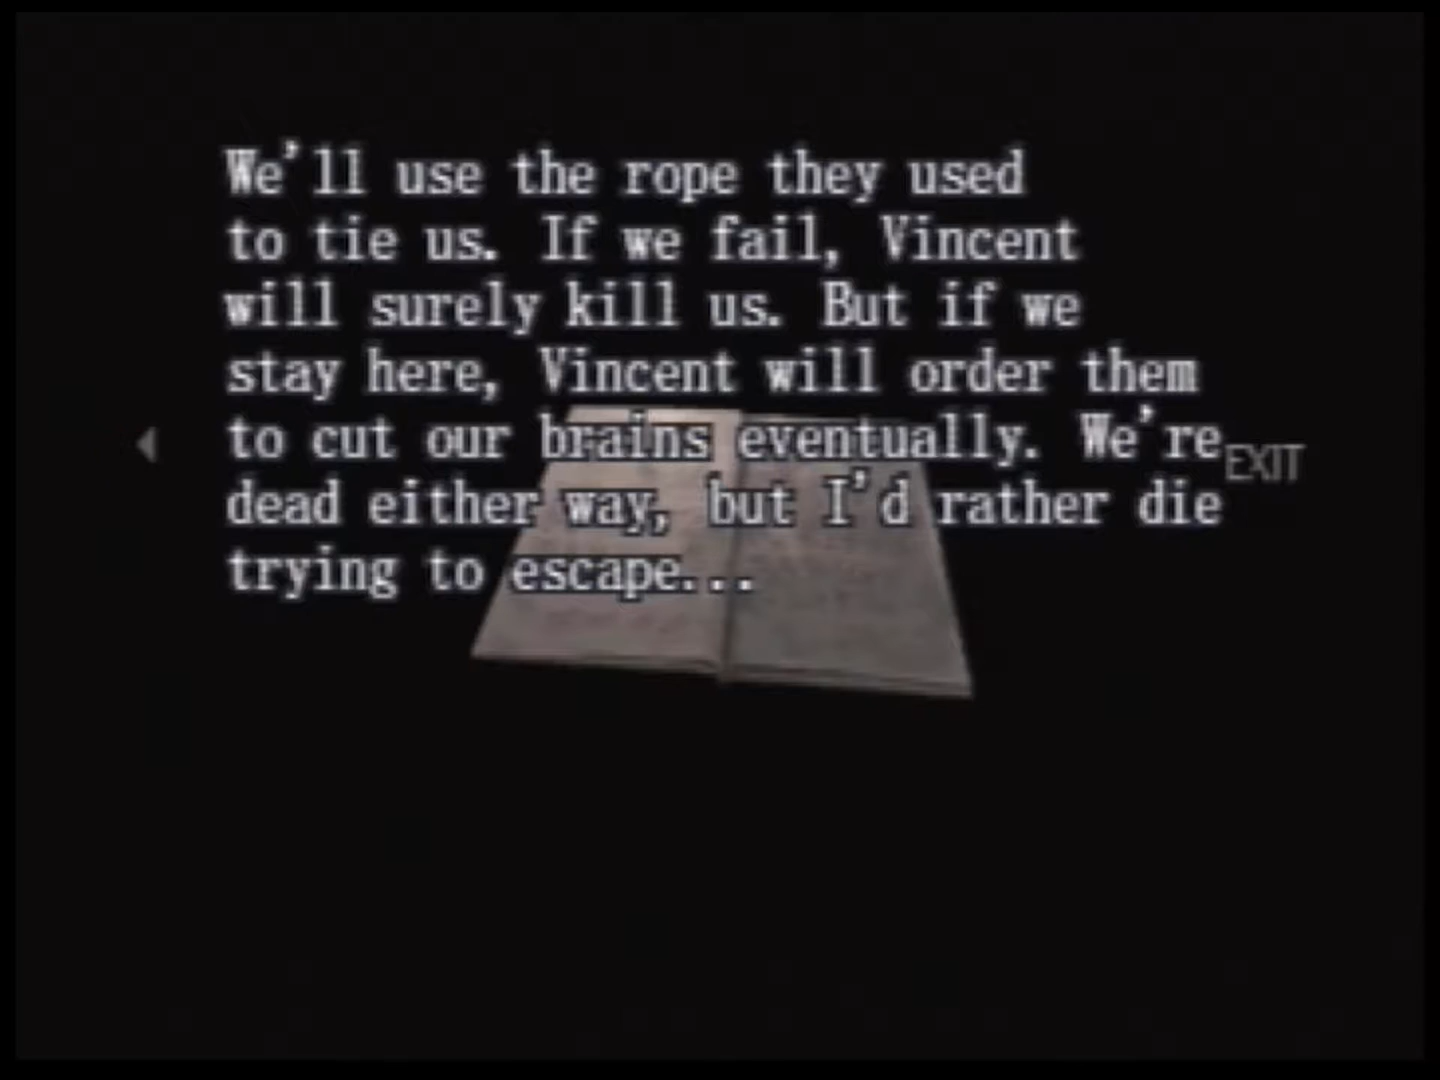 We'll use the rope they used
to tie us. If we fail, Vincent
will surely kill us. But if we
stay here, Vincent will order them
to cut our brains eventually. We're
EXIT
dead either way, but I'd rather die
trying to escape...